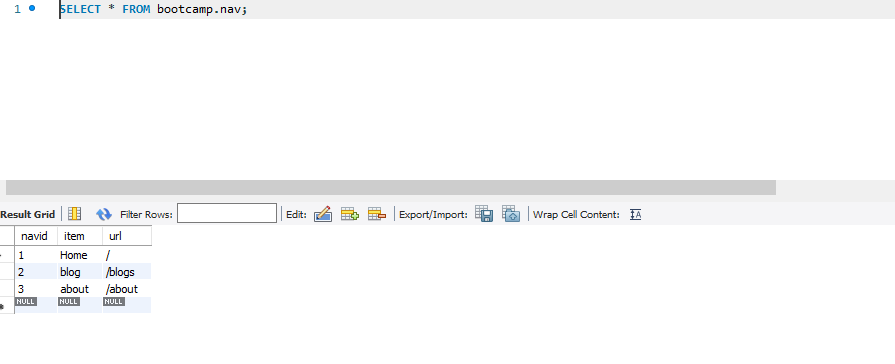 1 SELECT * FROM bootcamp.nav;
Result Grid Filter Rows: Edit: Export/Import: Wrap Cell Content: IA
navid item url
1 Home /
2 blog /blogs
3 about /about
NULL NULL NULL